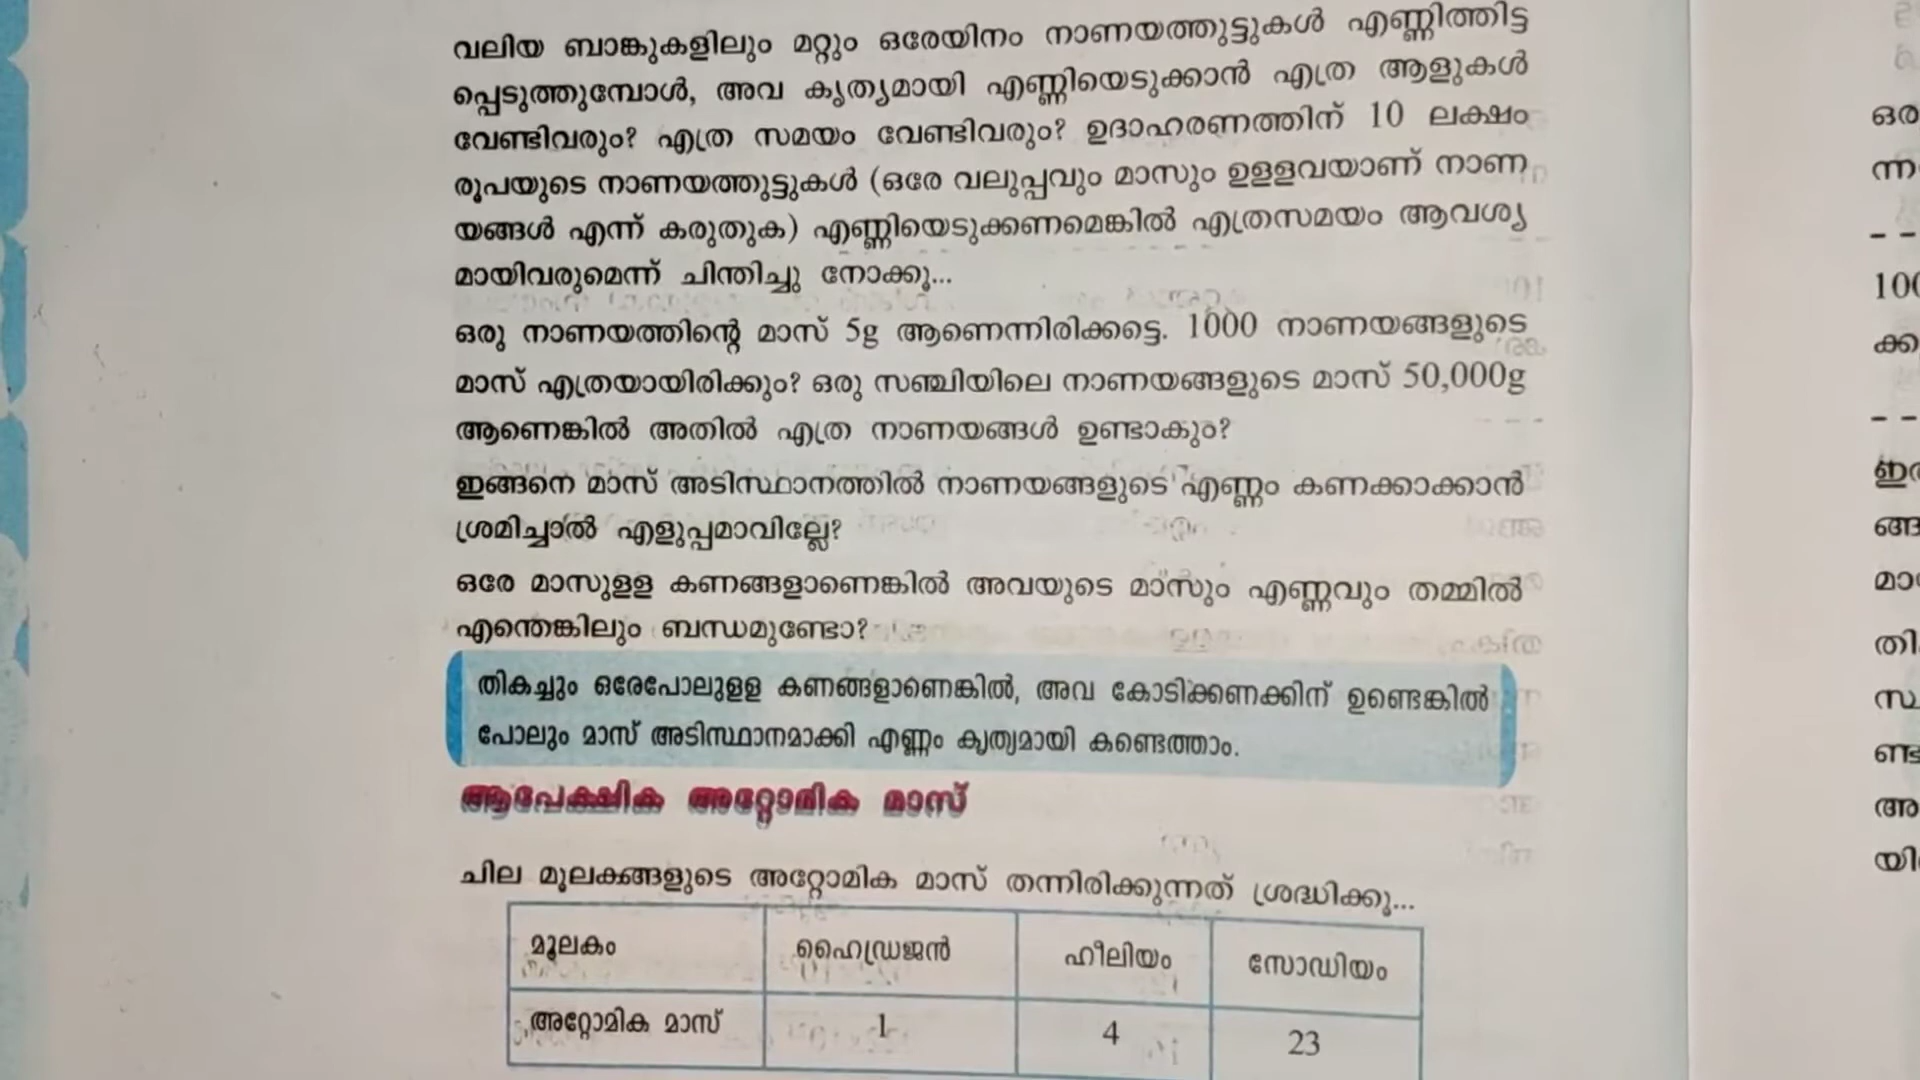 വലിയ ബാങ്കുകളിലും മറ്റും ഒരേയിനം നാണയത്തുട്ടുകൾ എണ്ണിത്തിട്ട
പ്പെടുത്തുമ്പോൾ, അവ കൃത്യമായി എണ്ണിയെടുക്കാൻ എത്ര ആളുകൾ
വേണ്ടിവരും? എത്ര സമയം വേണ്ടിവരും? ഉദാഹരണത്തിന് 10 ലക്ഷം
രൂപയുടെ നാണയത്തുട്ടുകൾ (ഒരേ വലുപ്പവും മാസും ഉള്ളവയാണ് നാണ
യങ്ങൾ എന്ന് കരുതുക) എണ്ണിയെടുക്കണമെങ്കിൽ എത്രസമയം ആവശ്യ
മായിവരുമെന്ന് ചിന്തിച്ചു നോക്കൂ...
ഒരു നാണയത്തിന്റെ മാസ് 5g ആണെന്നിരിക്കട്ടെ. 1000 നാണയങ്ങളുടെ
മാസ് എത്രയായിരിക്കും? ഒരു സഞ്ചിയിലെ നാണയങ്ങളുടെ മാസ് 50,000g
ആണെങ്കിൽ അതിൽ എത്ര നാണയങ്ങൾ ഉണ്ടാകും?
ഇങ്ങനെ മാസ് അടിസ്ഥാനത്തിൽ നാണയങ്ങളുടെ എണ്ണം കണക്കാക്കാൻ
ശ്രമിച്ചാൽ എളുപ്പമാവില്ലേ?
ഒരേ മാസുള്ള കണങ്ങളാണെങ്കിൽ അവയുടെ മാസും എണ്ണവും തമ്മിൽ
എന്തെങ്കിലും ബന്ധമുണ്ടോ?
തികച്ചും ഒരേപോലുള്ള കണങ്ങളാണെങ്കിൽ, അവ കോടിക്കണക്കിന് ഉണ്ടെങ്കിൽ
പോലും മാസ് അടിസ്ഥാനമാക്കി എണ്ണം കൃത്യമായി കണ്ടെത്താം.
ആപേക്ഷിക അറ്റോമിക മാസ്
ചില മൂലകങ്ങളുടെ അറ്റോമിക മാസ് തന്നിരിക്കുന്നത് ശ്രദ്ധിക്കൂ...
മൂലകം ഹൈഡ്രജൻ ഹീലിയം സോഡിയം
അറ്റോമിക മാസ് 1 4 23